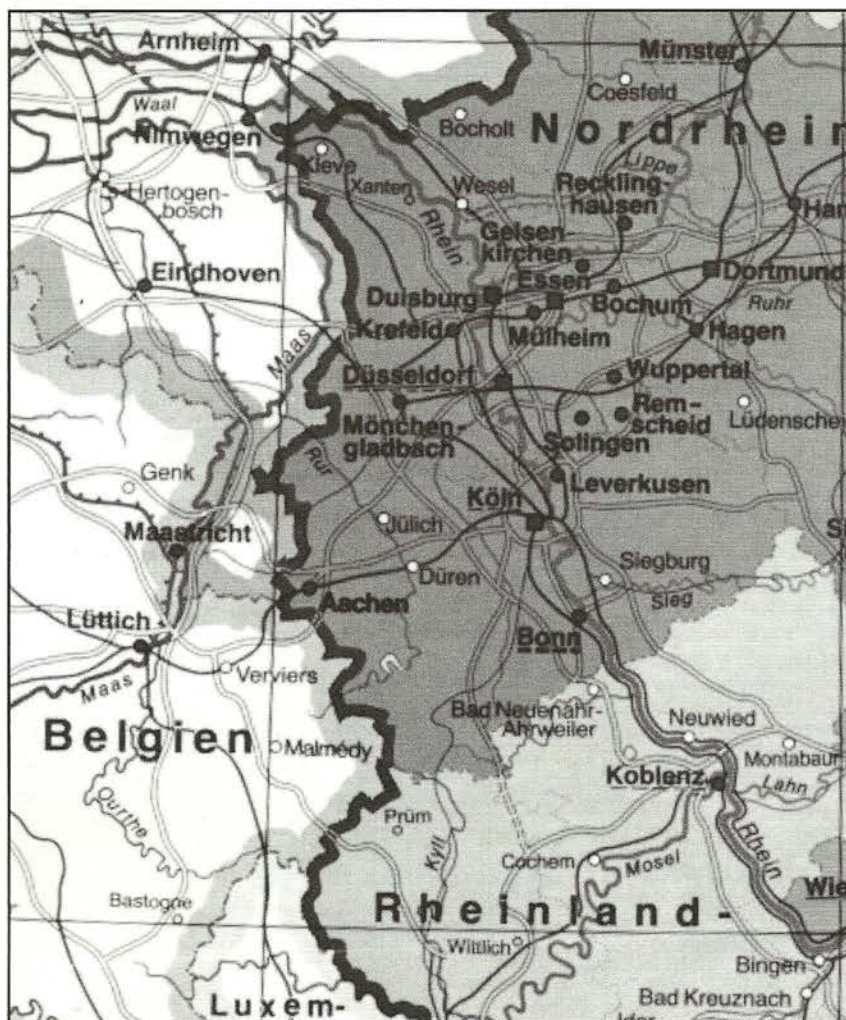 Arnheim
Münster
Waal
Coesfeld
Nimwegen
Bocholt
Nordrhein
Kleve
Lippe
Hertogen-
bosch
Xanten
Wesel
Reckling-
hausen
Rhein
Ham
Gelsen-
kirchen
Eindhoven
Essen
Dortmund
Duisburg
Bochum
Ruhr
Krefeld
Mülheim
Hagen
Maas
Düsseldorf
Wuppertal
Mönchen-
gladbach
Rem-
scheid
Lüdenschei
Solingen
Rur
Genk
Leverkusen
Köln
Maastricht
Jülich
Düren
Siegburg
Aachen
Sieg
Lüttich
Bonn
Maas
Verviers
Bad Neuenahr-
Ahrweiler
Neuwied
Belgien
Malmédy
Montabaur
Koblenz
Lahn
Ourthe
Prüm
Kyll
Rhein
Cochem
Mosel
Wie
Bastogne
Rheinland-
Wittlich
Bingen
Luxem-
Bad Kreuznach